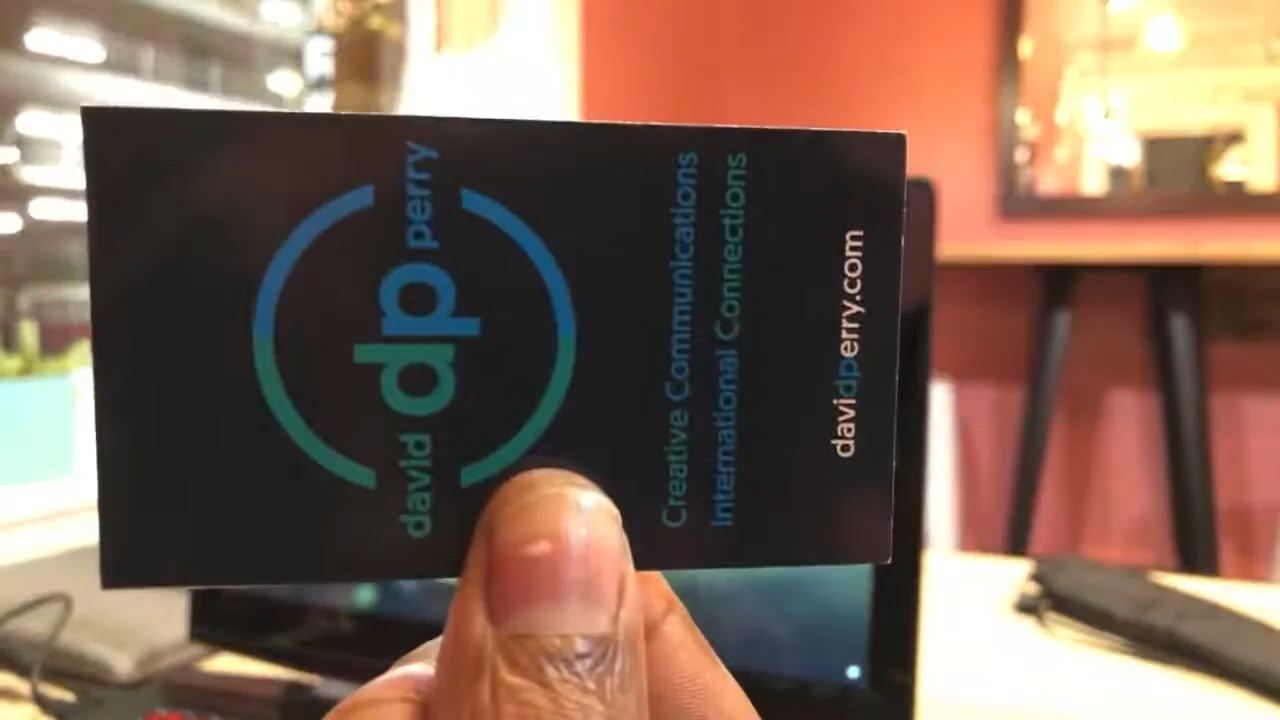 david dp perry
Creative Communications
International Connections
davidperry.com